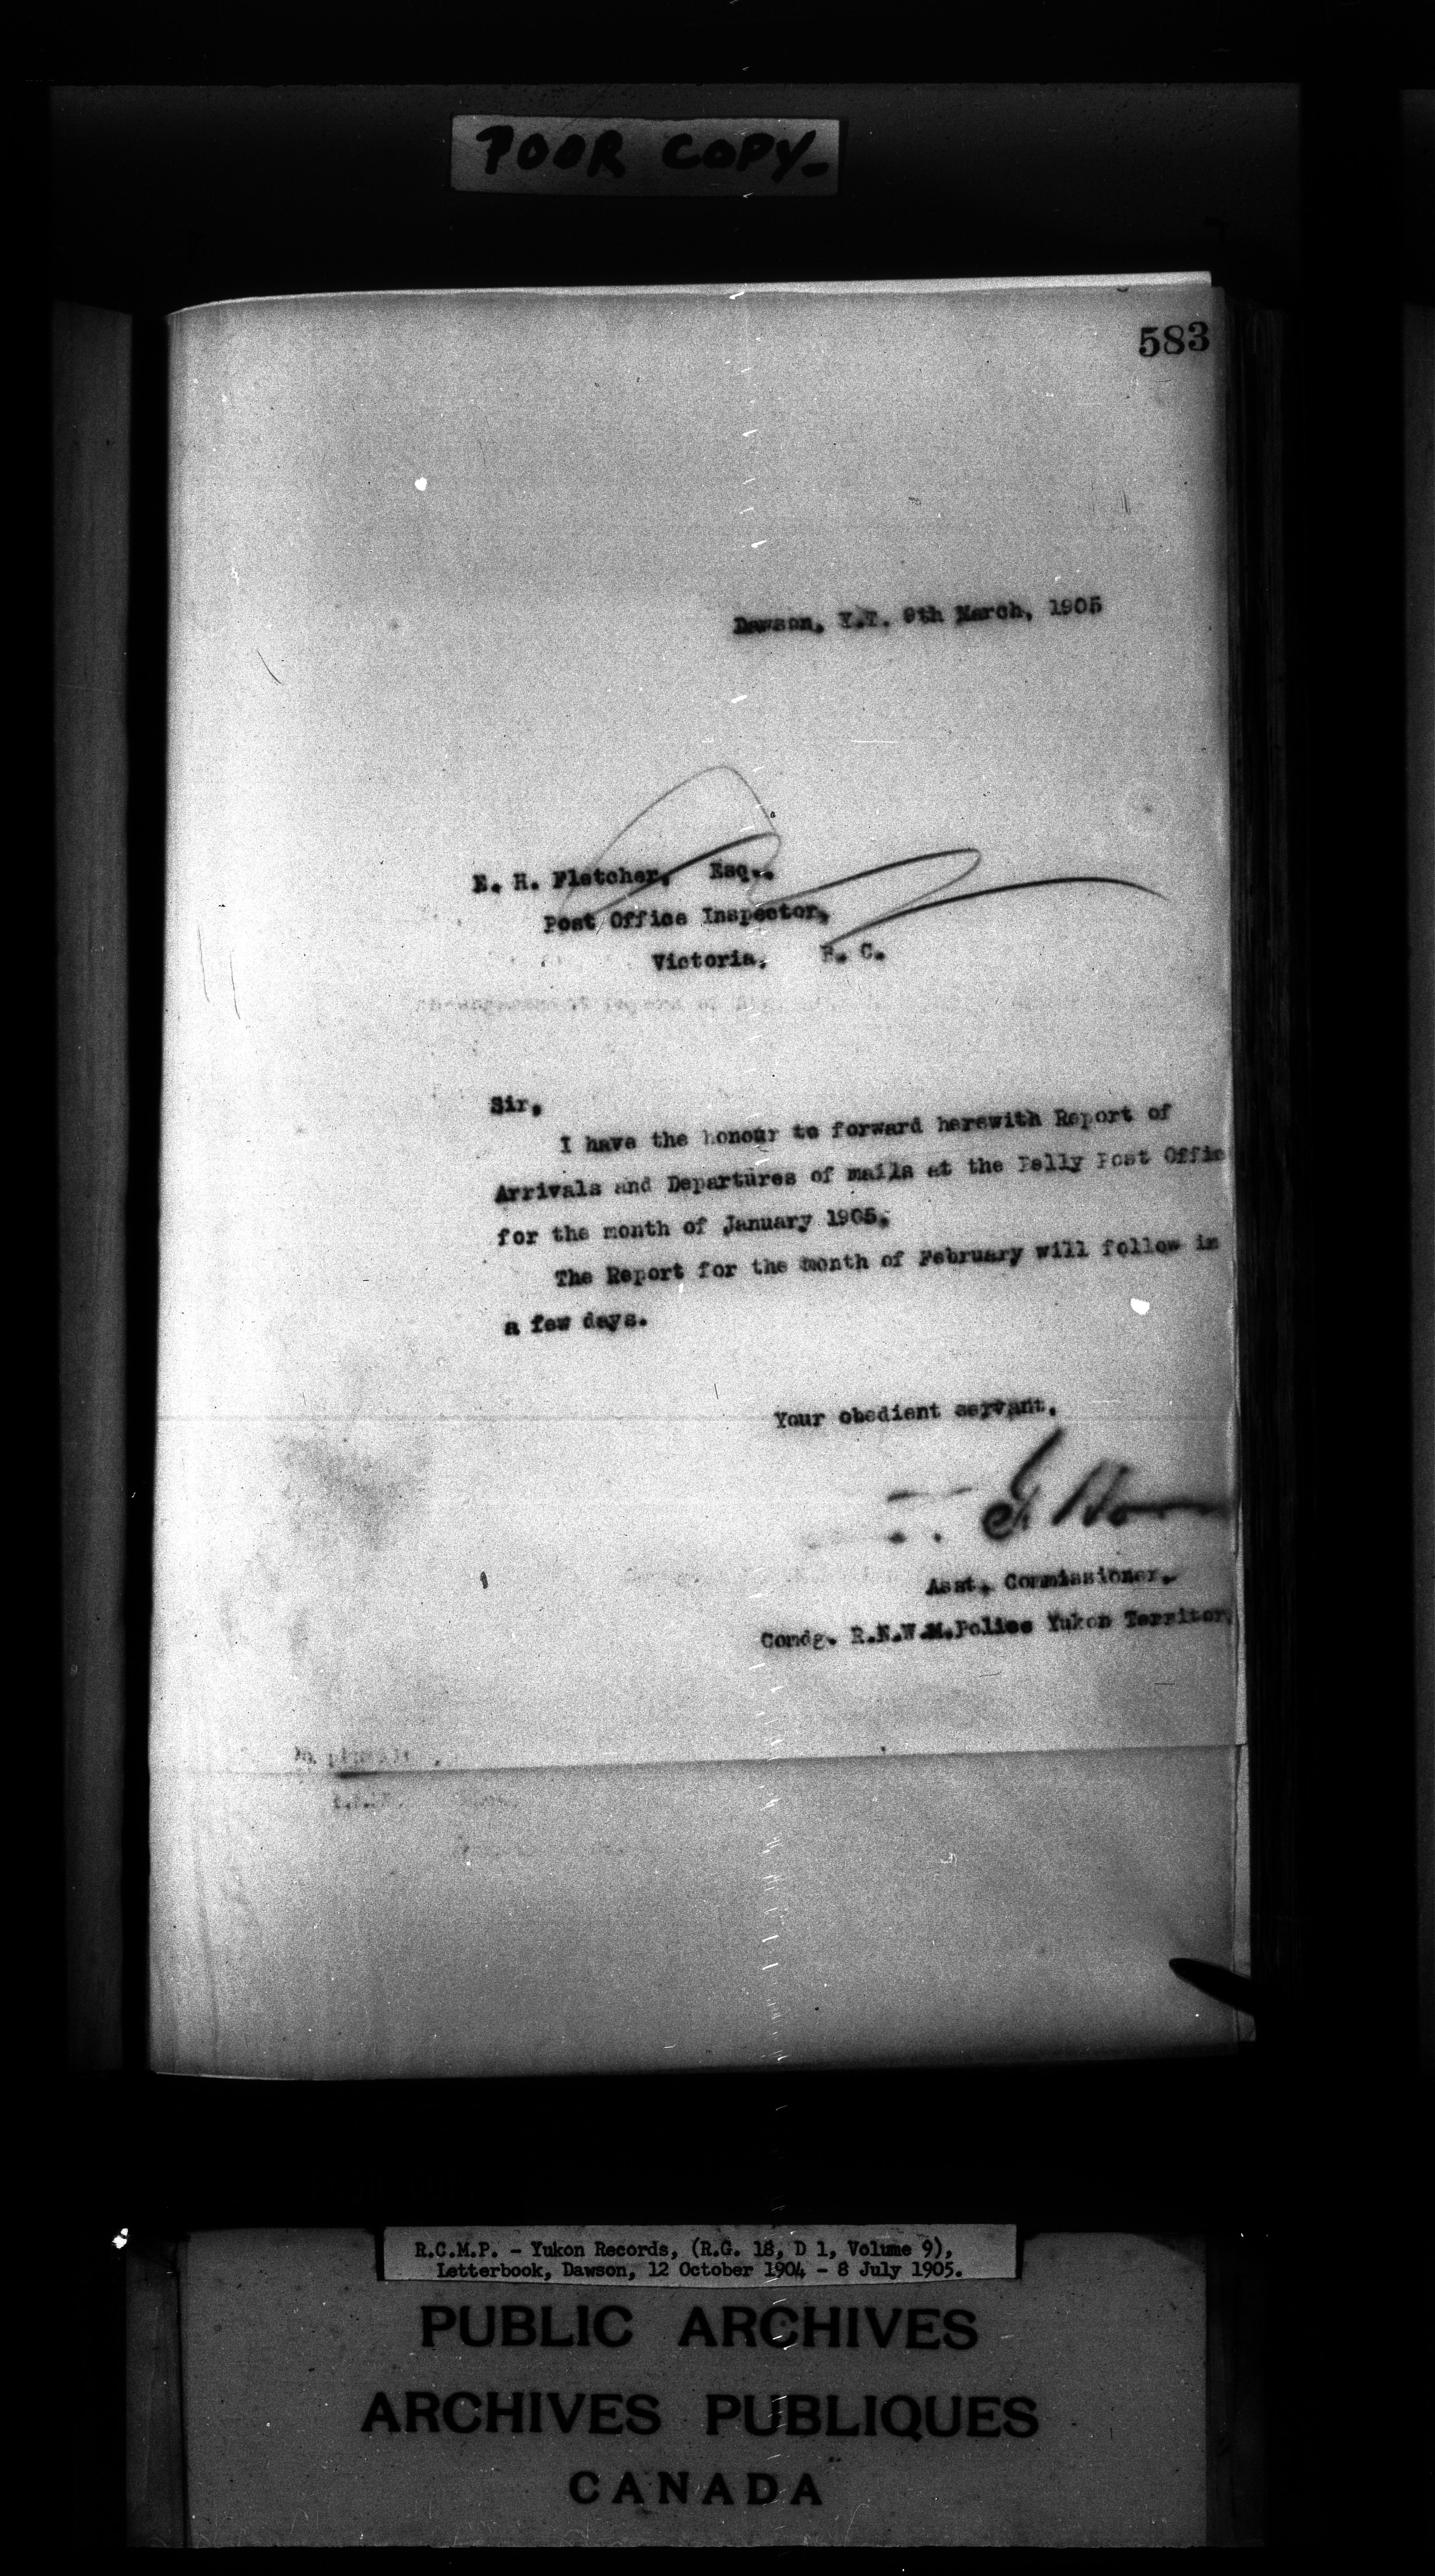 POOR COPY-
583
Dawson, Y.T. 9th March, 1905
E. H. Fletcher, Esq.,
Post Office Inspector,
Victoria, B. C.
Sir,
I have the honour to forward herewith Report of
Arrivals and Departures of mails at the Pelly Post Offic
for the month of January 1905.
The Report for the month of February will follow in
a few days.
Your obedient servant,
Asst. Commissioner,
Comdg. R.N.W.M.Police Yukon Territor
R.C.M.P. - Yukon Records, (R.G. 18, D 1, Volume 9),
Letterbook, Dawson, 12 October 1904 - 8 July 1905.
PUBLIC ARCHIVES
ARCHIVES PUBLIQUES
CANADA